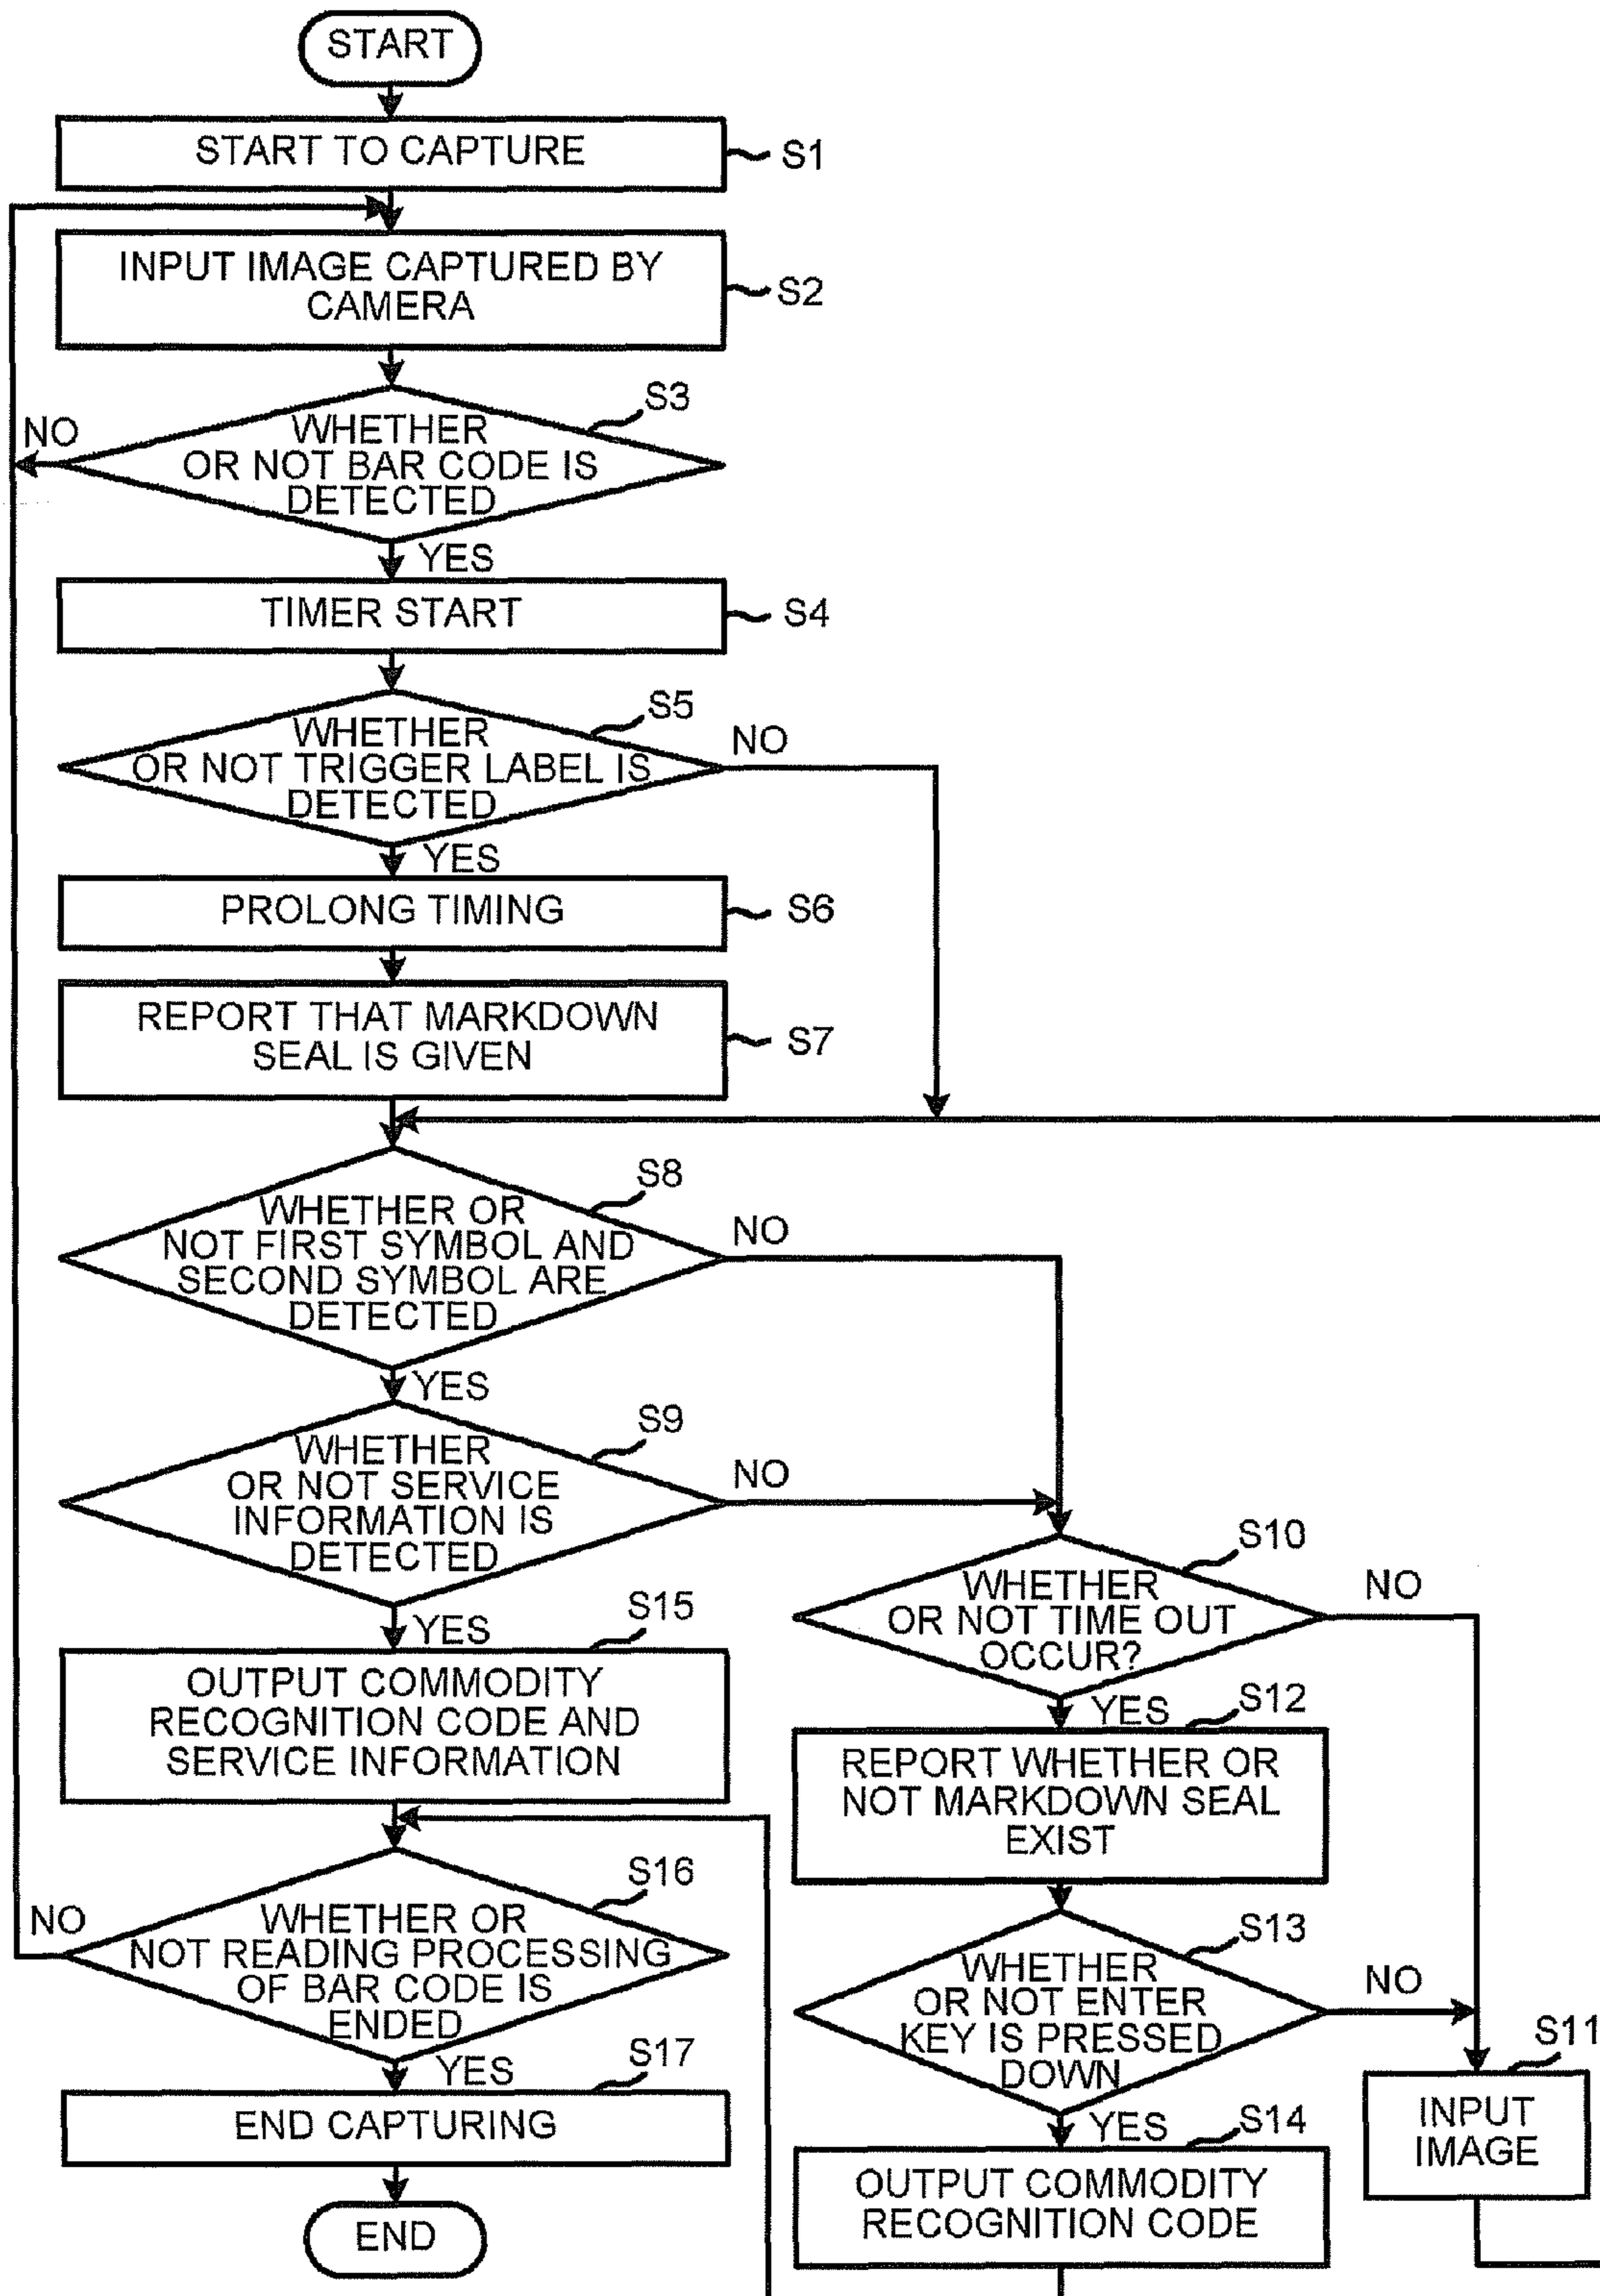 START
START TO CAPTURE
S1
INPUT IMAGE CAPTURED BY
CAMERA
S2
S3
WHETHER
OR NOT BAR CODE IS
DETECTED
NO
YES
TIMER START
S4
S5
WHETHER
OR NOT TRIGGER LABEL IS
DETECTED
NO
YES
PROLONG TIMING
S6
REPORT THAT MARKDOWN
SEAL IS GIVEN
S7
S8
WHETHER OR
NOT FIRST SYMBOL AND
SECOND SYMBOL ARE
DETECTED
NO
YES
S9
WHETHER
OR NOT SERVICE
INFORMATION IS
DETECTED
NO
YES
S10
WHETHER
OR NOT TIME OUT
OCCUR?
NO
YES
S15
OUTPUT COMMODITY
RECOGNITION CODE AND
SERVICE INFORMATION
S12
REPORT WHETHER OR
NOT MARKDOWN SEAL
EXIST
S16
WHETHER OR
NOT READING PROCESSING
OF BAR CODE IS
ENDED
NO
YES
S13
WHETHER
OR NOT ENTER
KEY IS PRESSED
DOWN
NO
YES
S11
INPUT
IMAGE
S17
END CAPTURING
S14
OUTPUT COMMODITY
RECOGNITION CODE
END